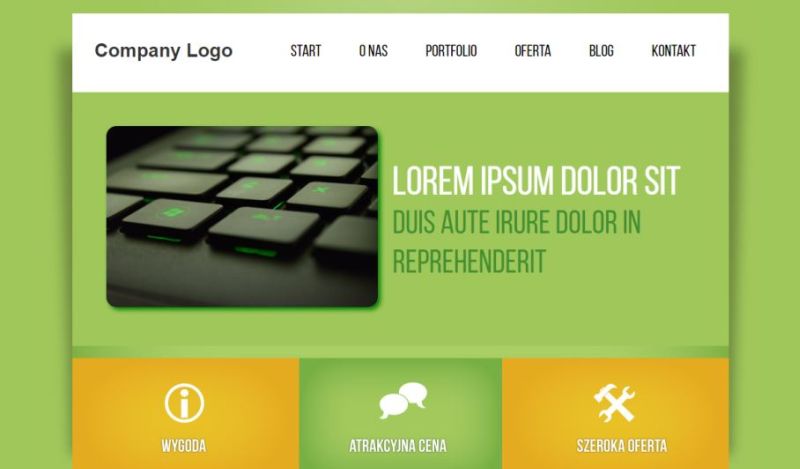 Company Logo
START O NAS PORTFOLIO OFERTA BLOG KONTAKT
LOREM IPSUM DOLOR SIT
DUIS AUTE IRURE DOLOR IN
REPREHENDERIT
WYGODA ATRAKCYJNA CENA SZEROKA OFERTA